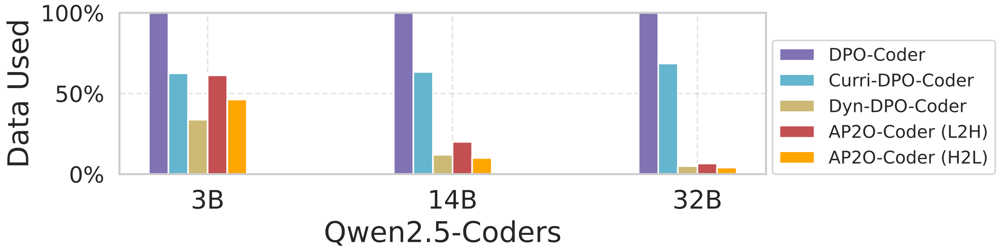 100%
50%
0%
Data Used
3B
14B
32B
Qwen2.5-Coders
DPO-Coder
Curri-DPO-Coder
Dyn-DPO-Coder
AP2O-Coder (L2H)
AP2O-Coder (H2L)